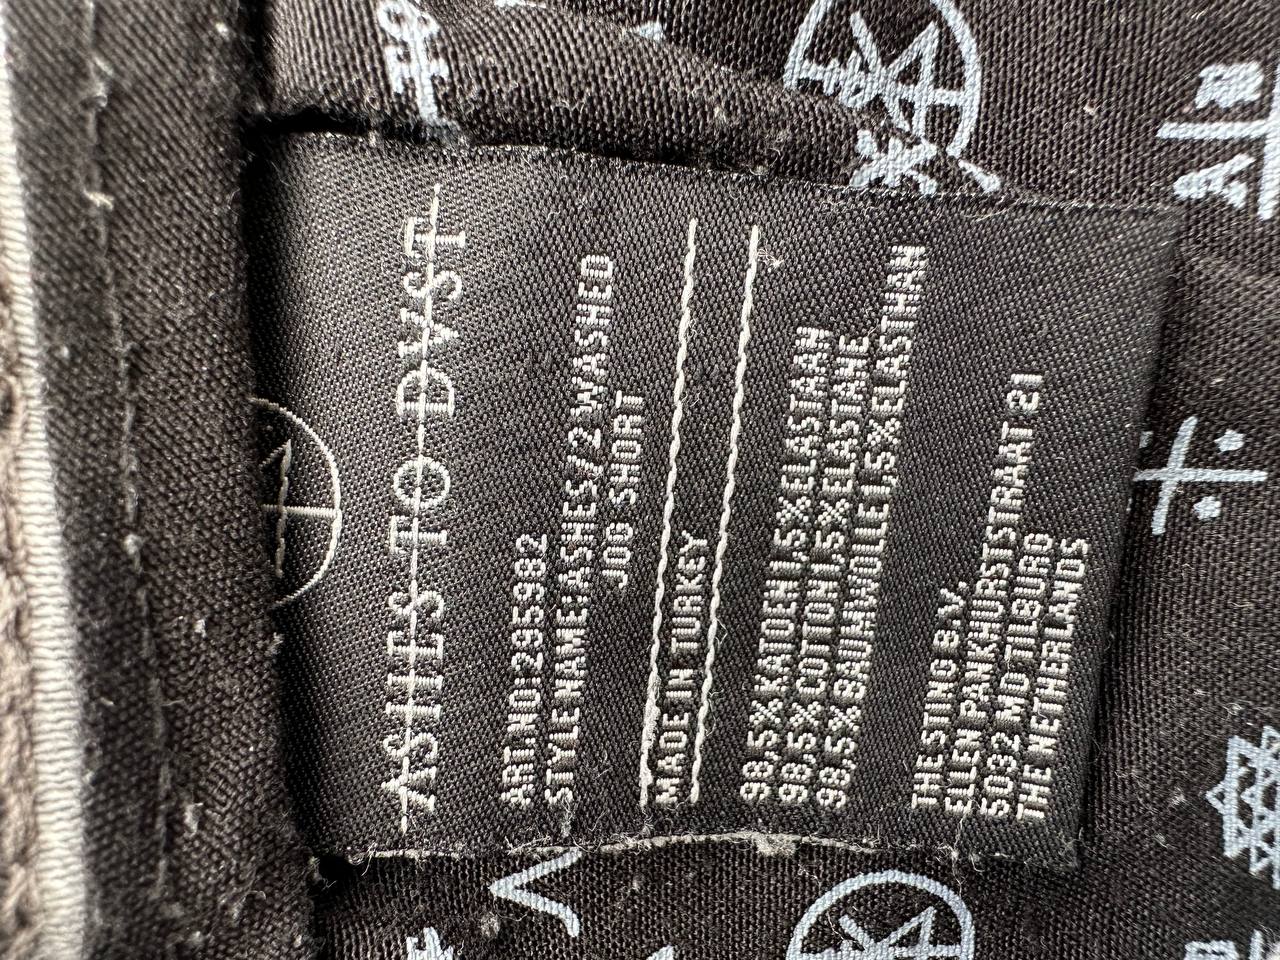 ASHES TO DVST
ART.NO 295982
STYLE NAME: ASHES/2 WASHED
JOG SHORT
MADE IN TURKEY
98,5% KATOEN 1,5% ELASTAAN
98,5% COTTON 1,5% ELASTANE
98,5% BAUMWOLLE 1,5% ELASTHAN
THE STING B.V.
ELLEN PANKHURSTSTRAAT 21
5032 MD TILBURG
THE NETHERLANDS